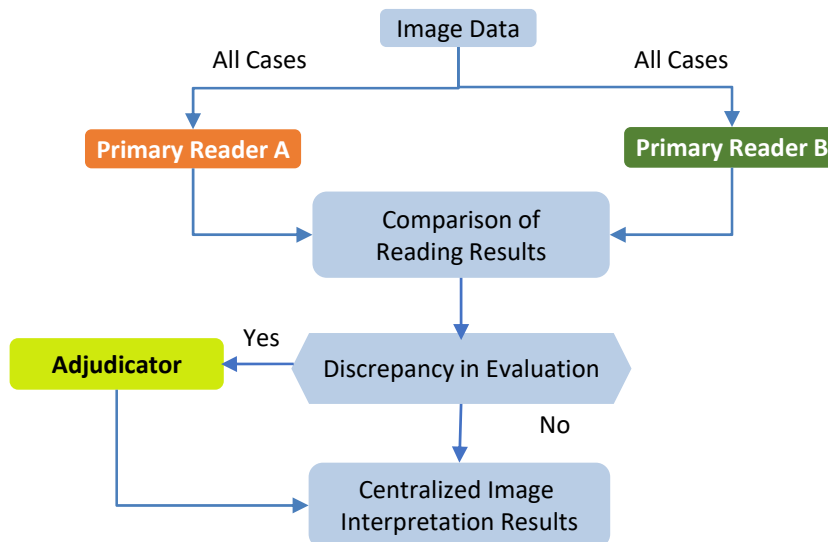 Image Data
All Cases
All Cases
Primary Reader A
Primary Reader B
Comparison of
Reading Results
Yes
Adjudicator
Discrepancy in Evaluation
No
Centralized Image
Interpretation Results